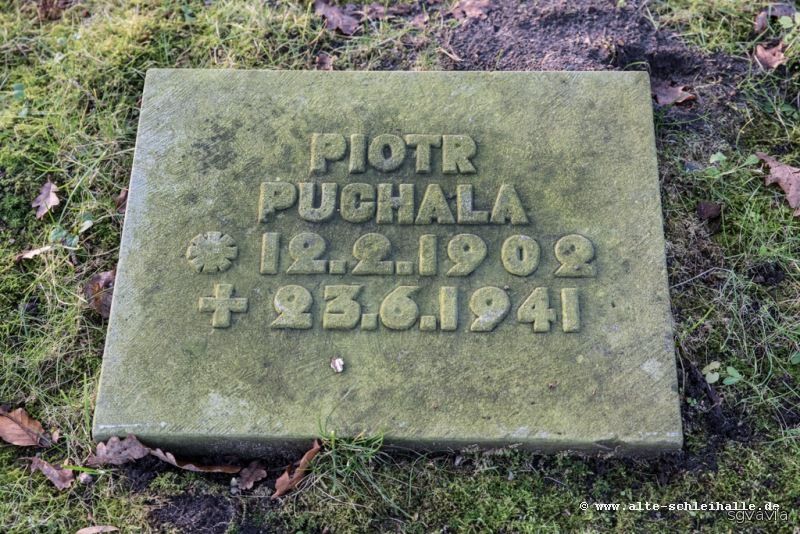 PIOTR
PUCHALA
* 12.2.1902
+ 23.6.1941
© www.alte-schleihalle.de
sgvavia